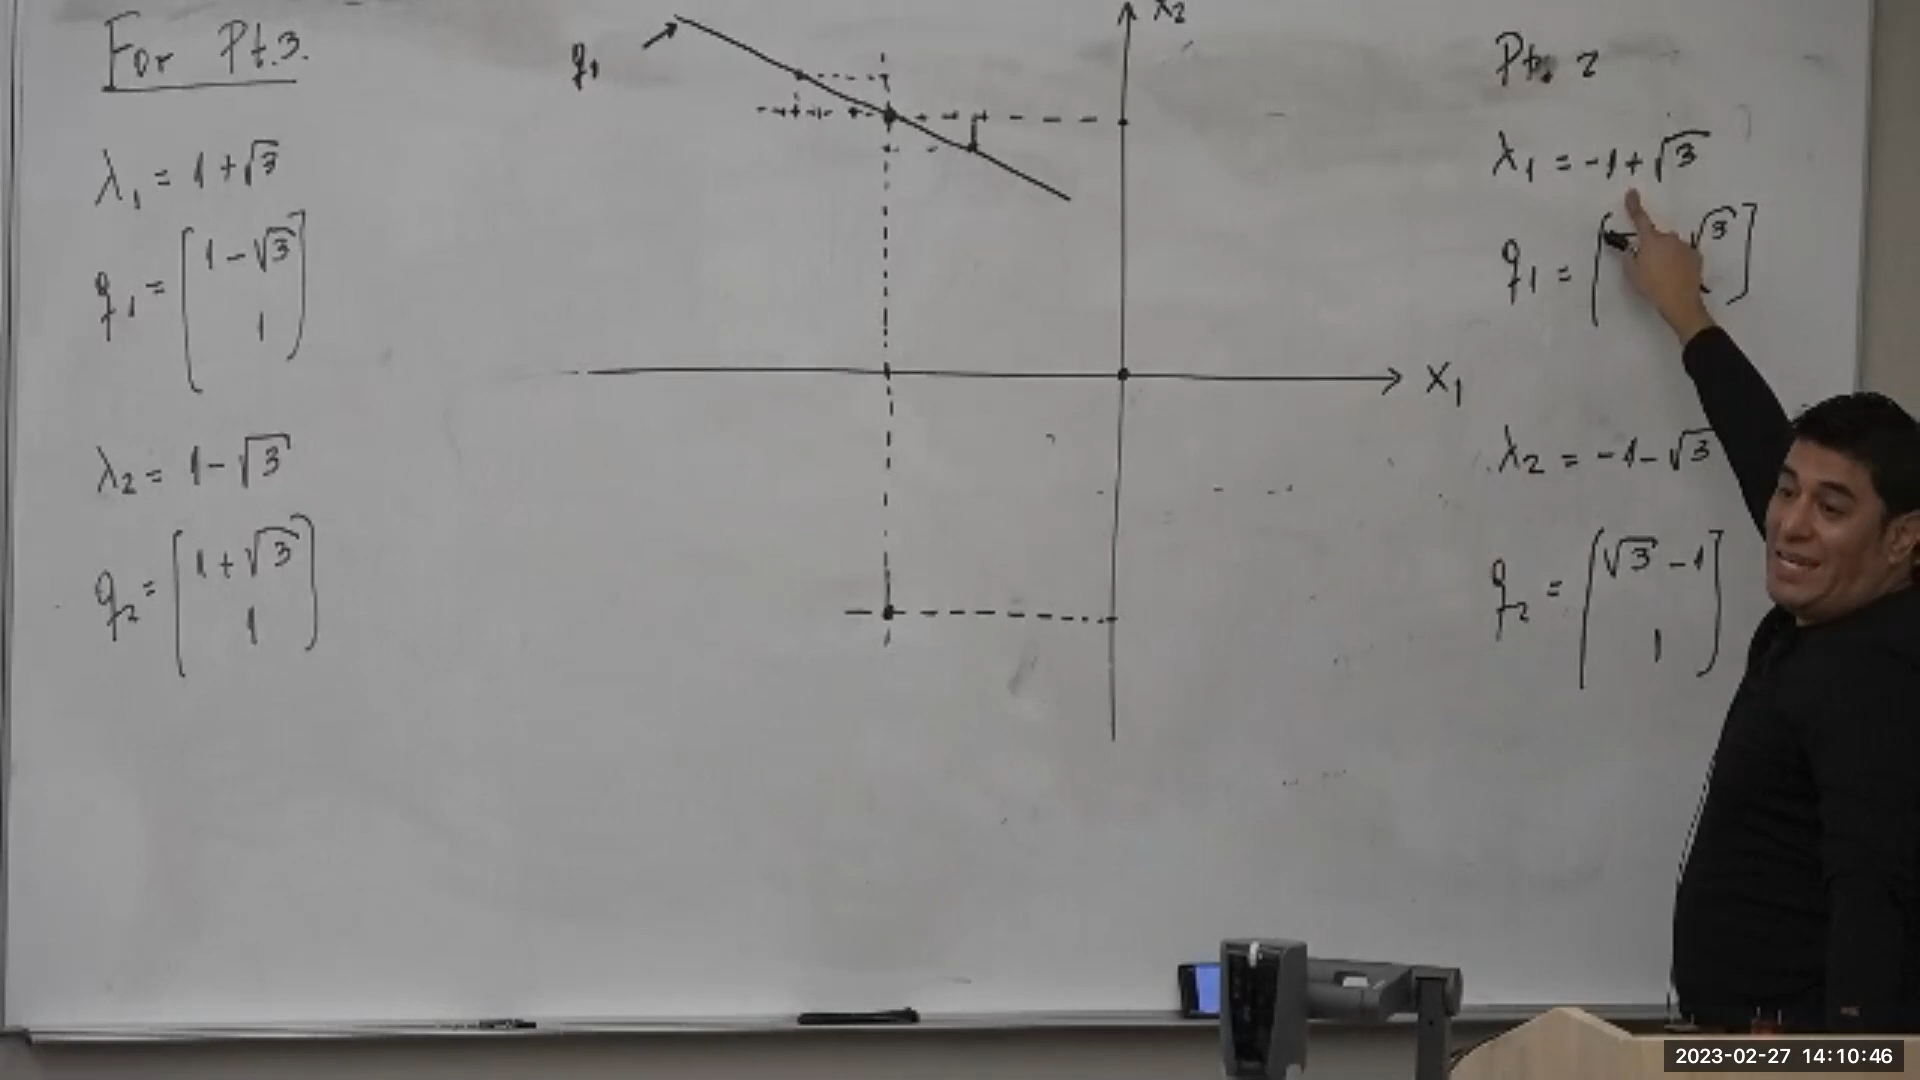 For Pt.3.
λ₁ = 1+√3
q₁ = [1-√3
1]
λ₂ = 1-√3
q₂ = [1+√3
1]
q₁
x₂
x₁
Pt. 2
λ₁ = -1+√3
q₁ = [ √3
]
λ₂ = -1-√3
q₂ = [√3 -1
1]
2023-02-27 14:10:46